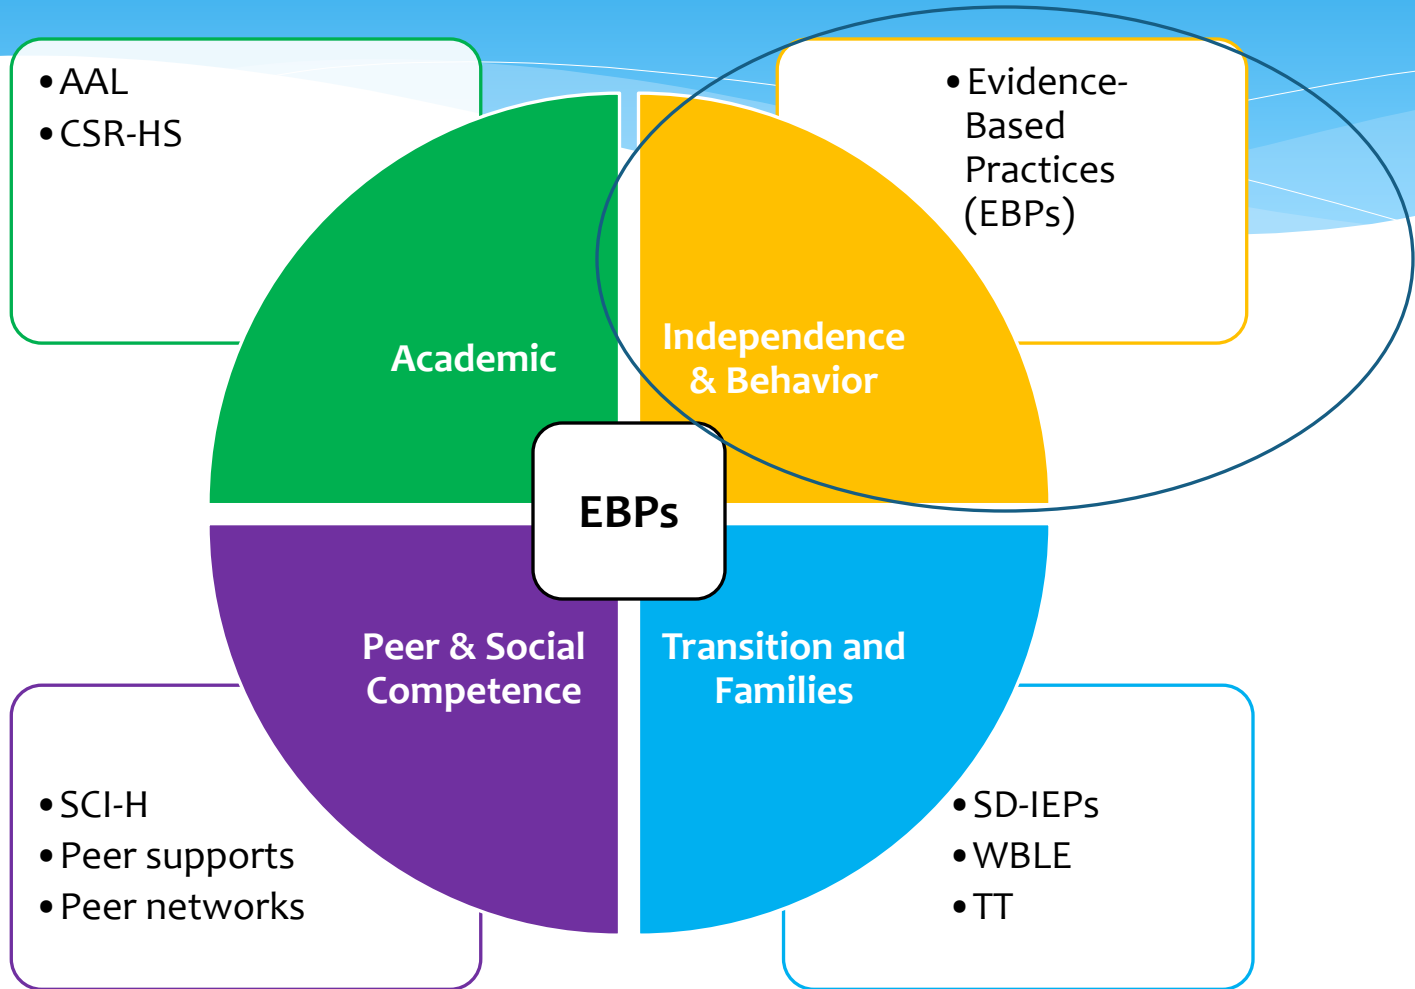 • AAL
• CSR-HS
• Evidence-
Based
Practices
(EBPs)
Academic
Independence
& Behavior
EBPs
Peer & Social
Competence
Transition and
Families
• SCI-H
• Peer supports
• Peer networks
• SD-IEPs
• WBLE
• TT